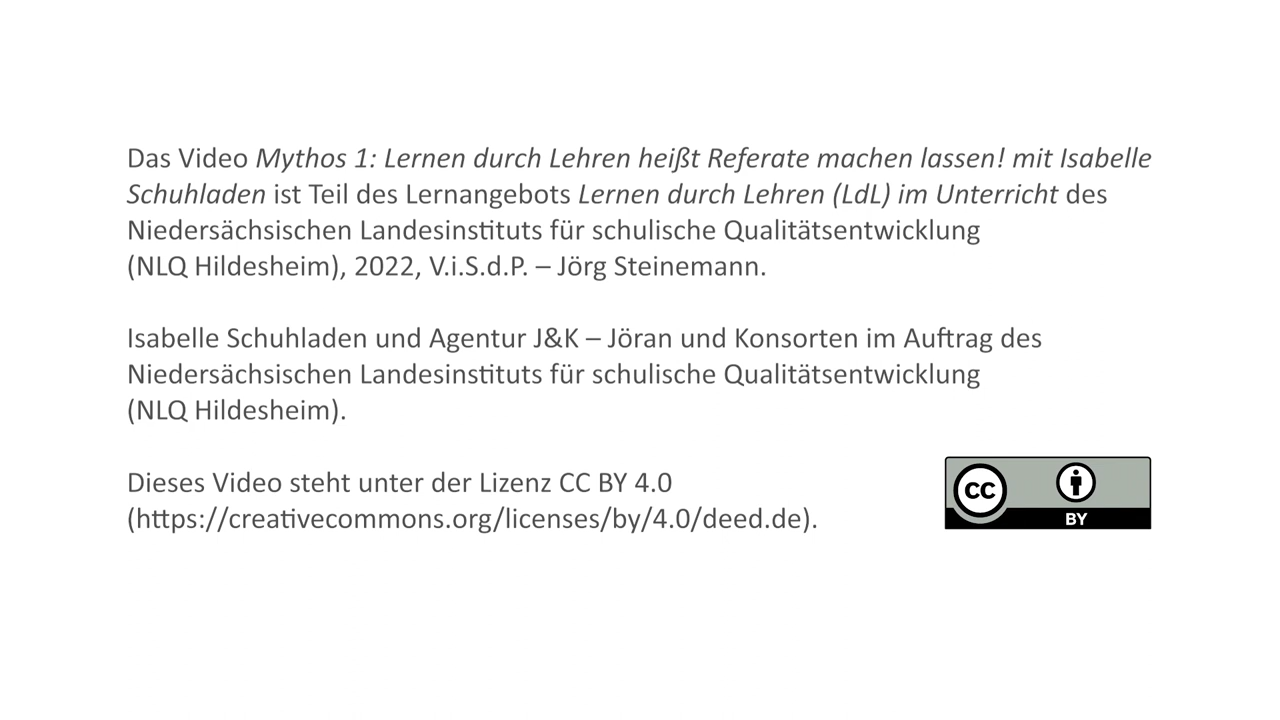 Das Video Mythos 1: Lernen durch Lehren heißt Referate machen lassen! mit Isabelle
Schuhladen ist Teil des Lernangebots Lernen durch Lehren (LdL) im Unterricht des
Niedersächsischen Landesinstituts für schulische Qualitätsentwicklung
(NLQ Hildesheim), 2022, V.i.S.d.P. – Jörg Steinemann.
Isabelle Schuhladen und Agentur J&K – Jöran und Konsorten im Auftrag des
Niedersächsischen Landesinstituts für schulische Qualitätsentwicklung
(NLQ Hildesheim).
Dieses Video steht unter der Lizenz CC BY 4.0
(https://creativecommons.org/licenses/by/4.0/deed.de).
CC
BY